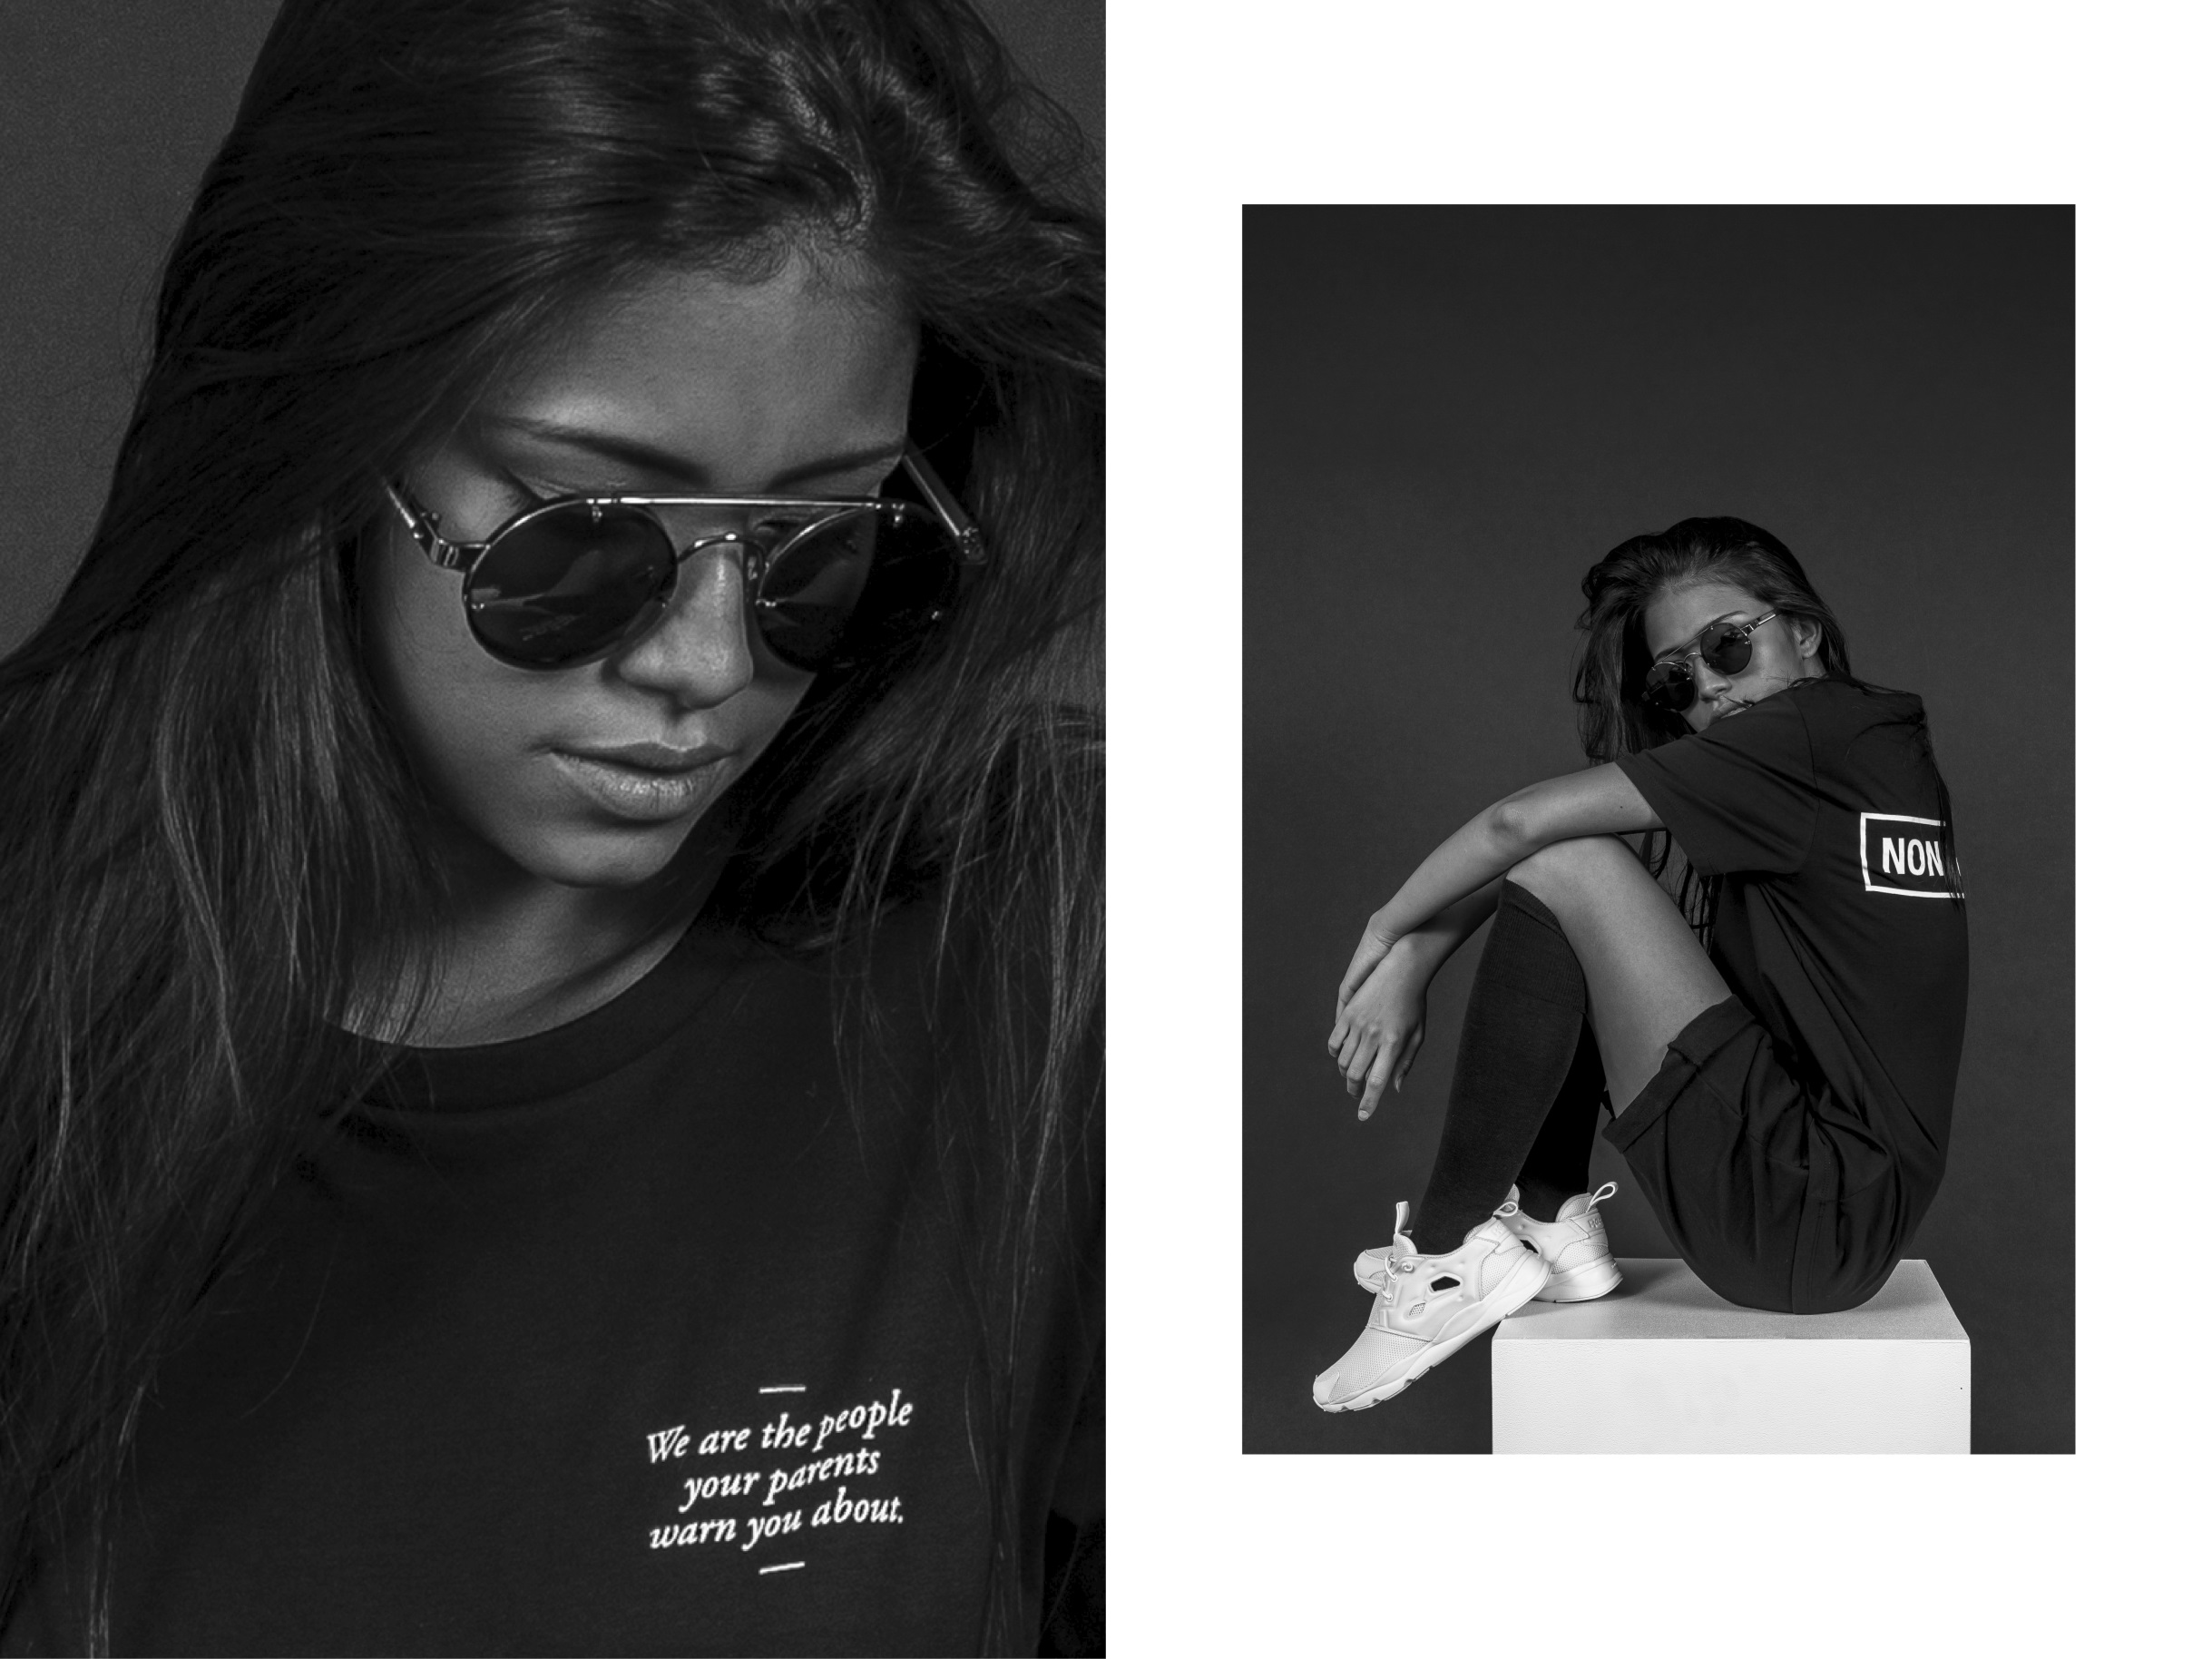 We are the people
your parents
warn you about.
NON